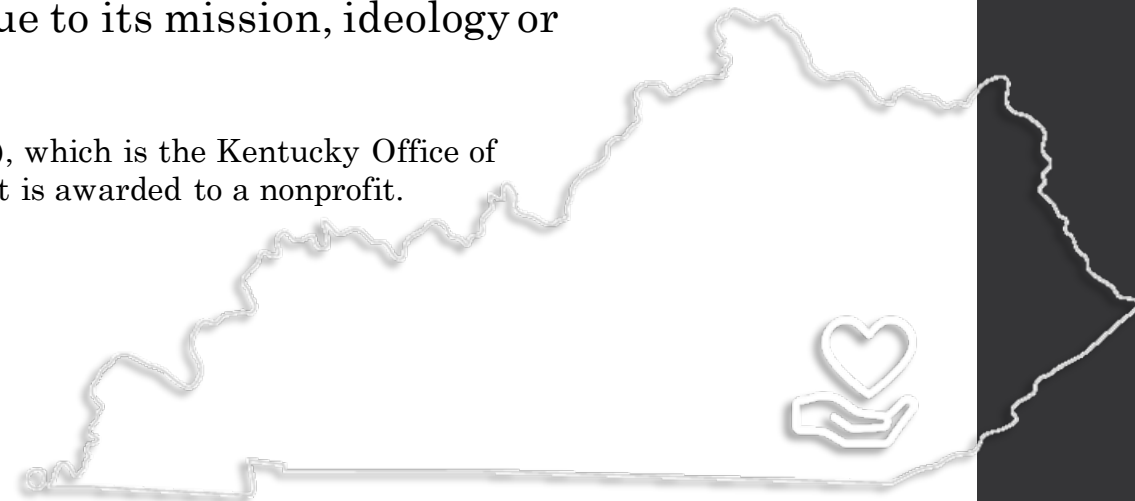 ue to its mission, ideology or
), which is the Kentucky Office of
t is awarded to a nonprofit.